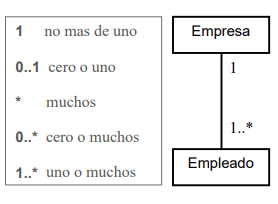 1 no mas de uno
0..1 cero o uno
* muchos
0..* cero o muchos
1..* uno o muchos
Empresa
1
1..*
Empleado